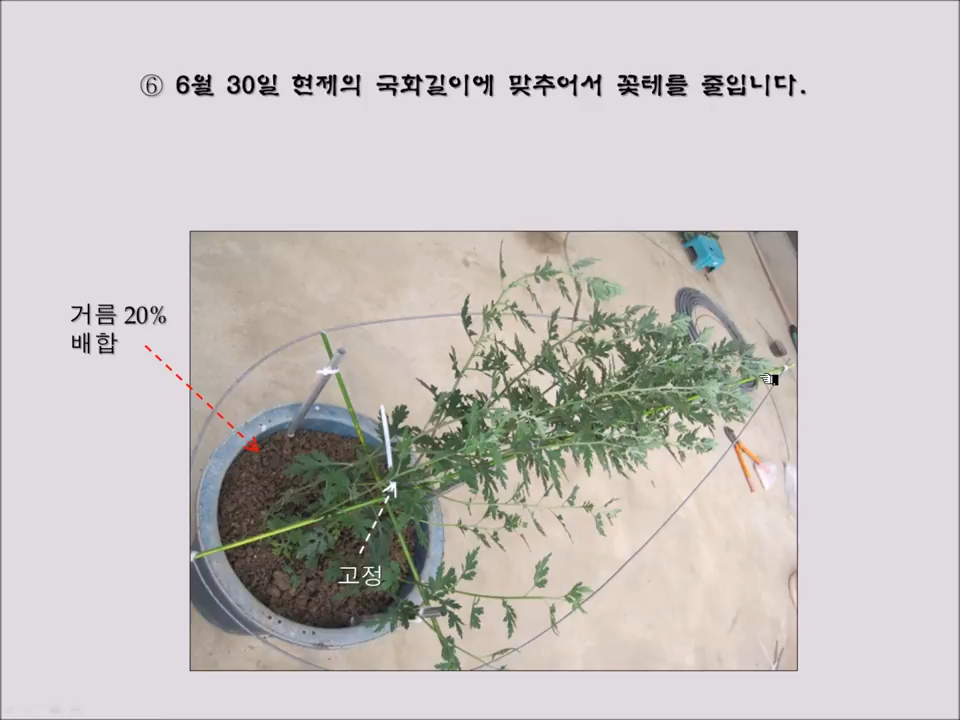 ⑥ 6월 30일 현제의 국화길이에 맞추어서 꽃테를 줄입니다.
거름 20%
배합
고정